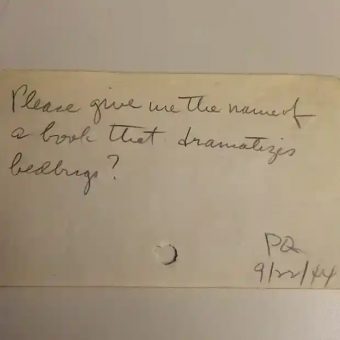 Please give me the name of
a book that dramatizes
bedbugs?
PQ
9/22/44